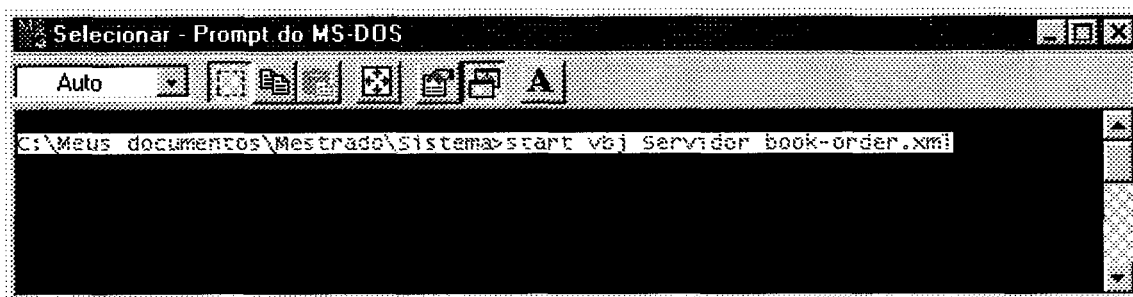 Selecionar - Prompt do MS-DOS
Auto
A
C:\Meus documentos\Mestrado\Sistema>start vbj Servidor book-order.xml